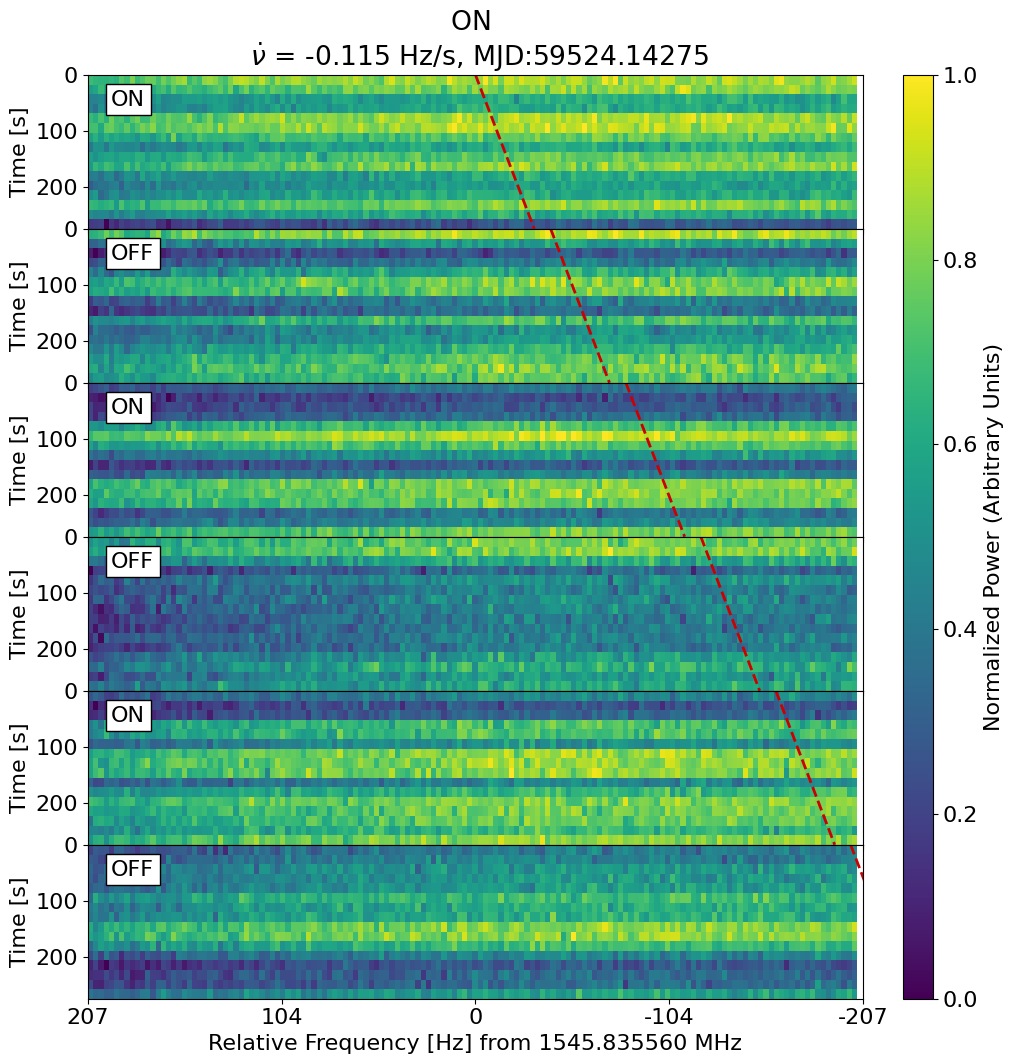 ON
ν̇ = -0.115 Hz/s, MJD:59524.14275
0
ON
100
Time [s]
200
0
OFF
100
Time [s]
200
0
ON
100
Time [s]
200
0
OFF
100
Time [s]
200
0
ON
100
Time [s]
200
0
OFF
100
Time [s]
200
207 104 0 -104 -207
Relative Frequency [Hz] from 1545.835560 MHz
1.0
0.8
0.6
0.4
0.2
0.0
Normalized Power (Arbitrary Units)